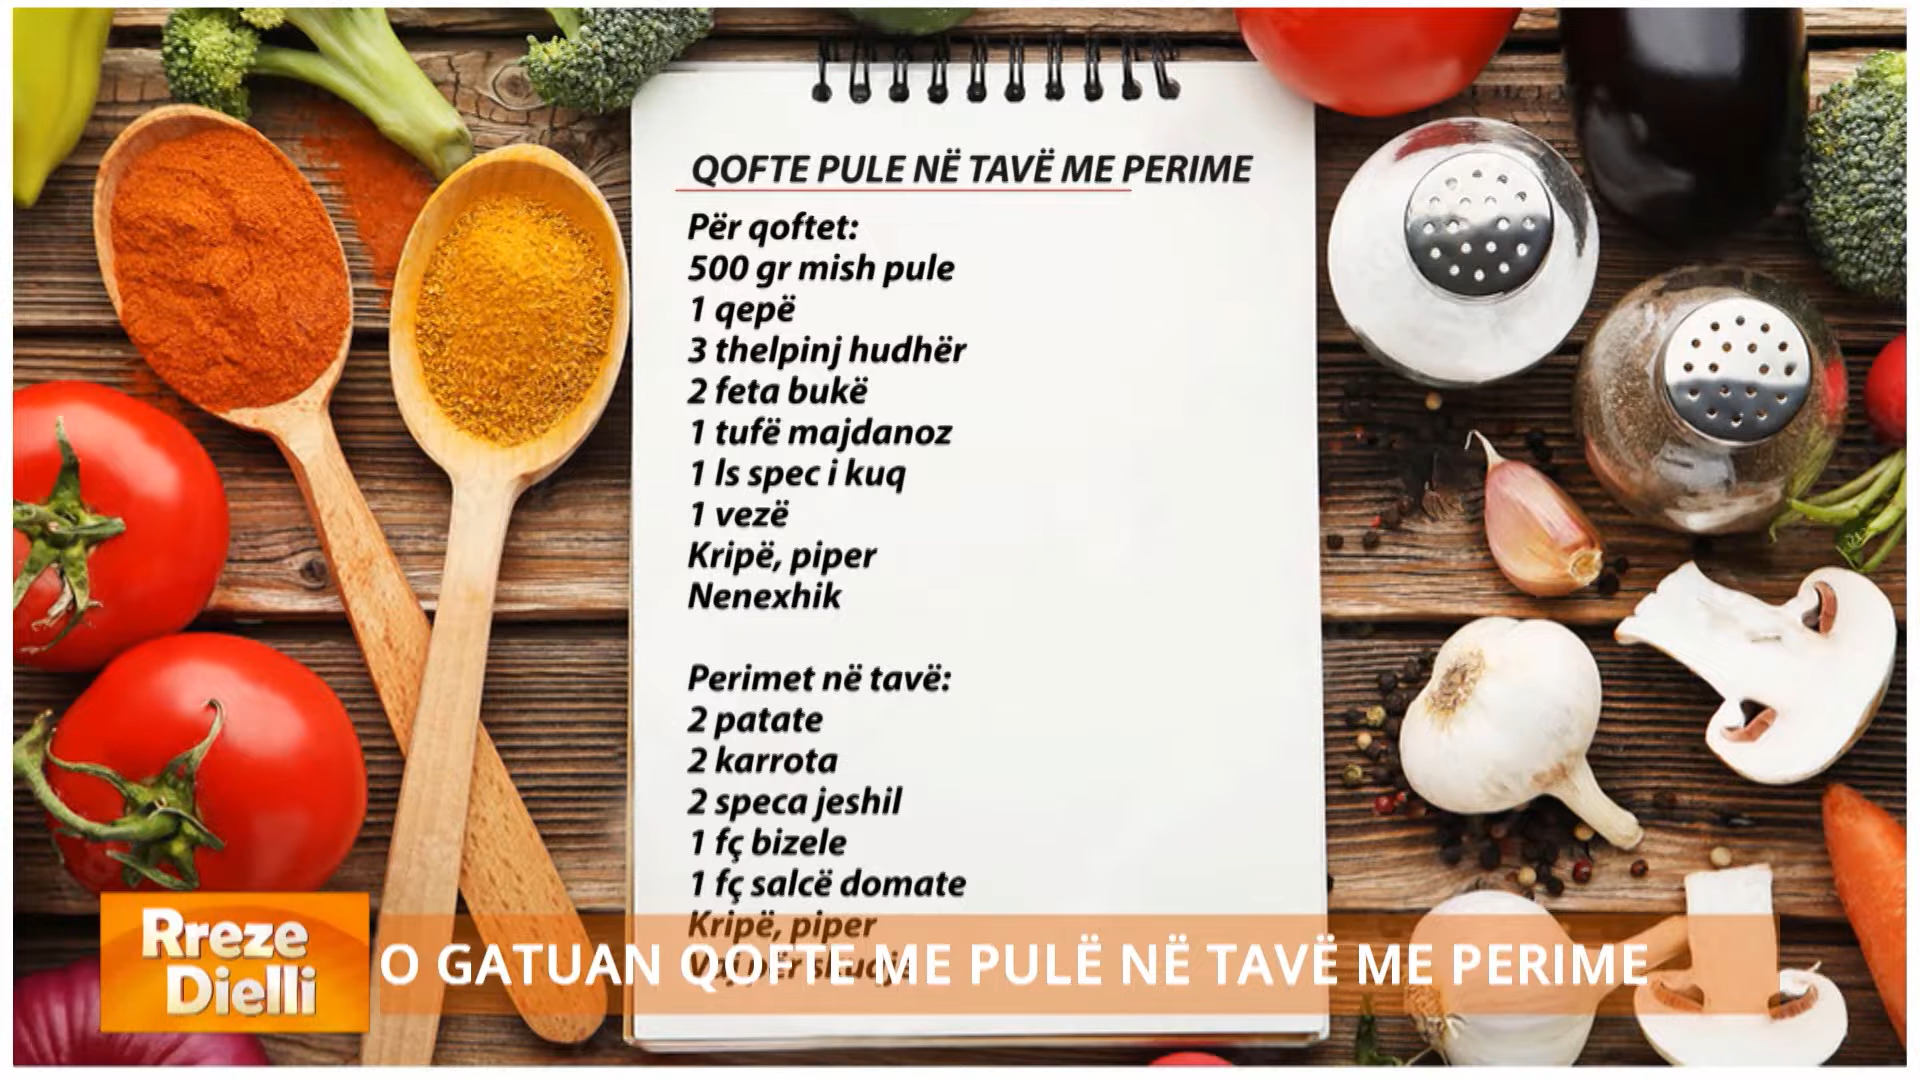 QOFTE PULE NË TAVË ME PERIME
Për qoftet:
500 gr mish pule
1 qepë
3 thelpinj hudhër
2 feta bukë
1 tufë majdanoz
1 ls spec i kuq
1 vezë
Kripë, piper
Nenexhik
Perimet në tavë:
2 patate
2 karrota
2 speca jeshil
1 fç bizele
1 fç salcë domate
Kripë, piper
Rreze
Dielli
O GATUAN QOFTE ME PULË NË TAVË ME PERIME